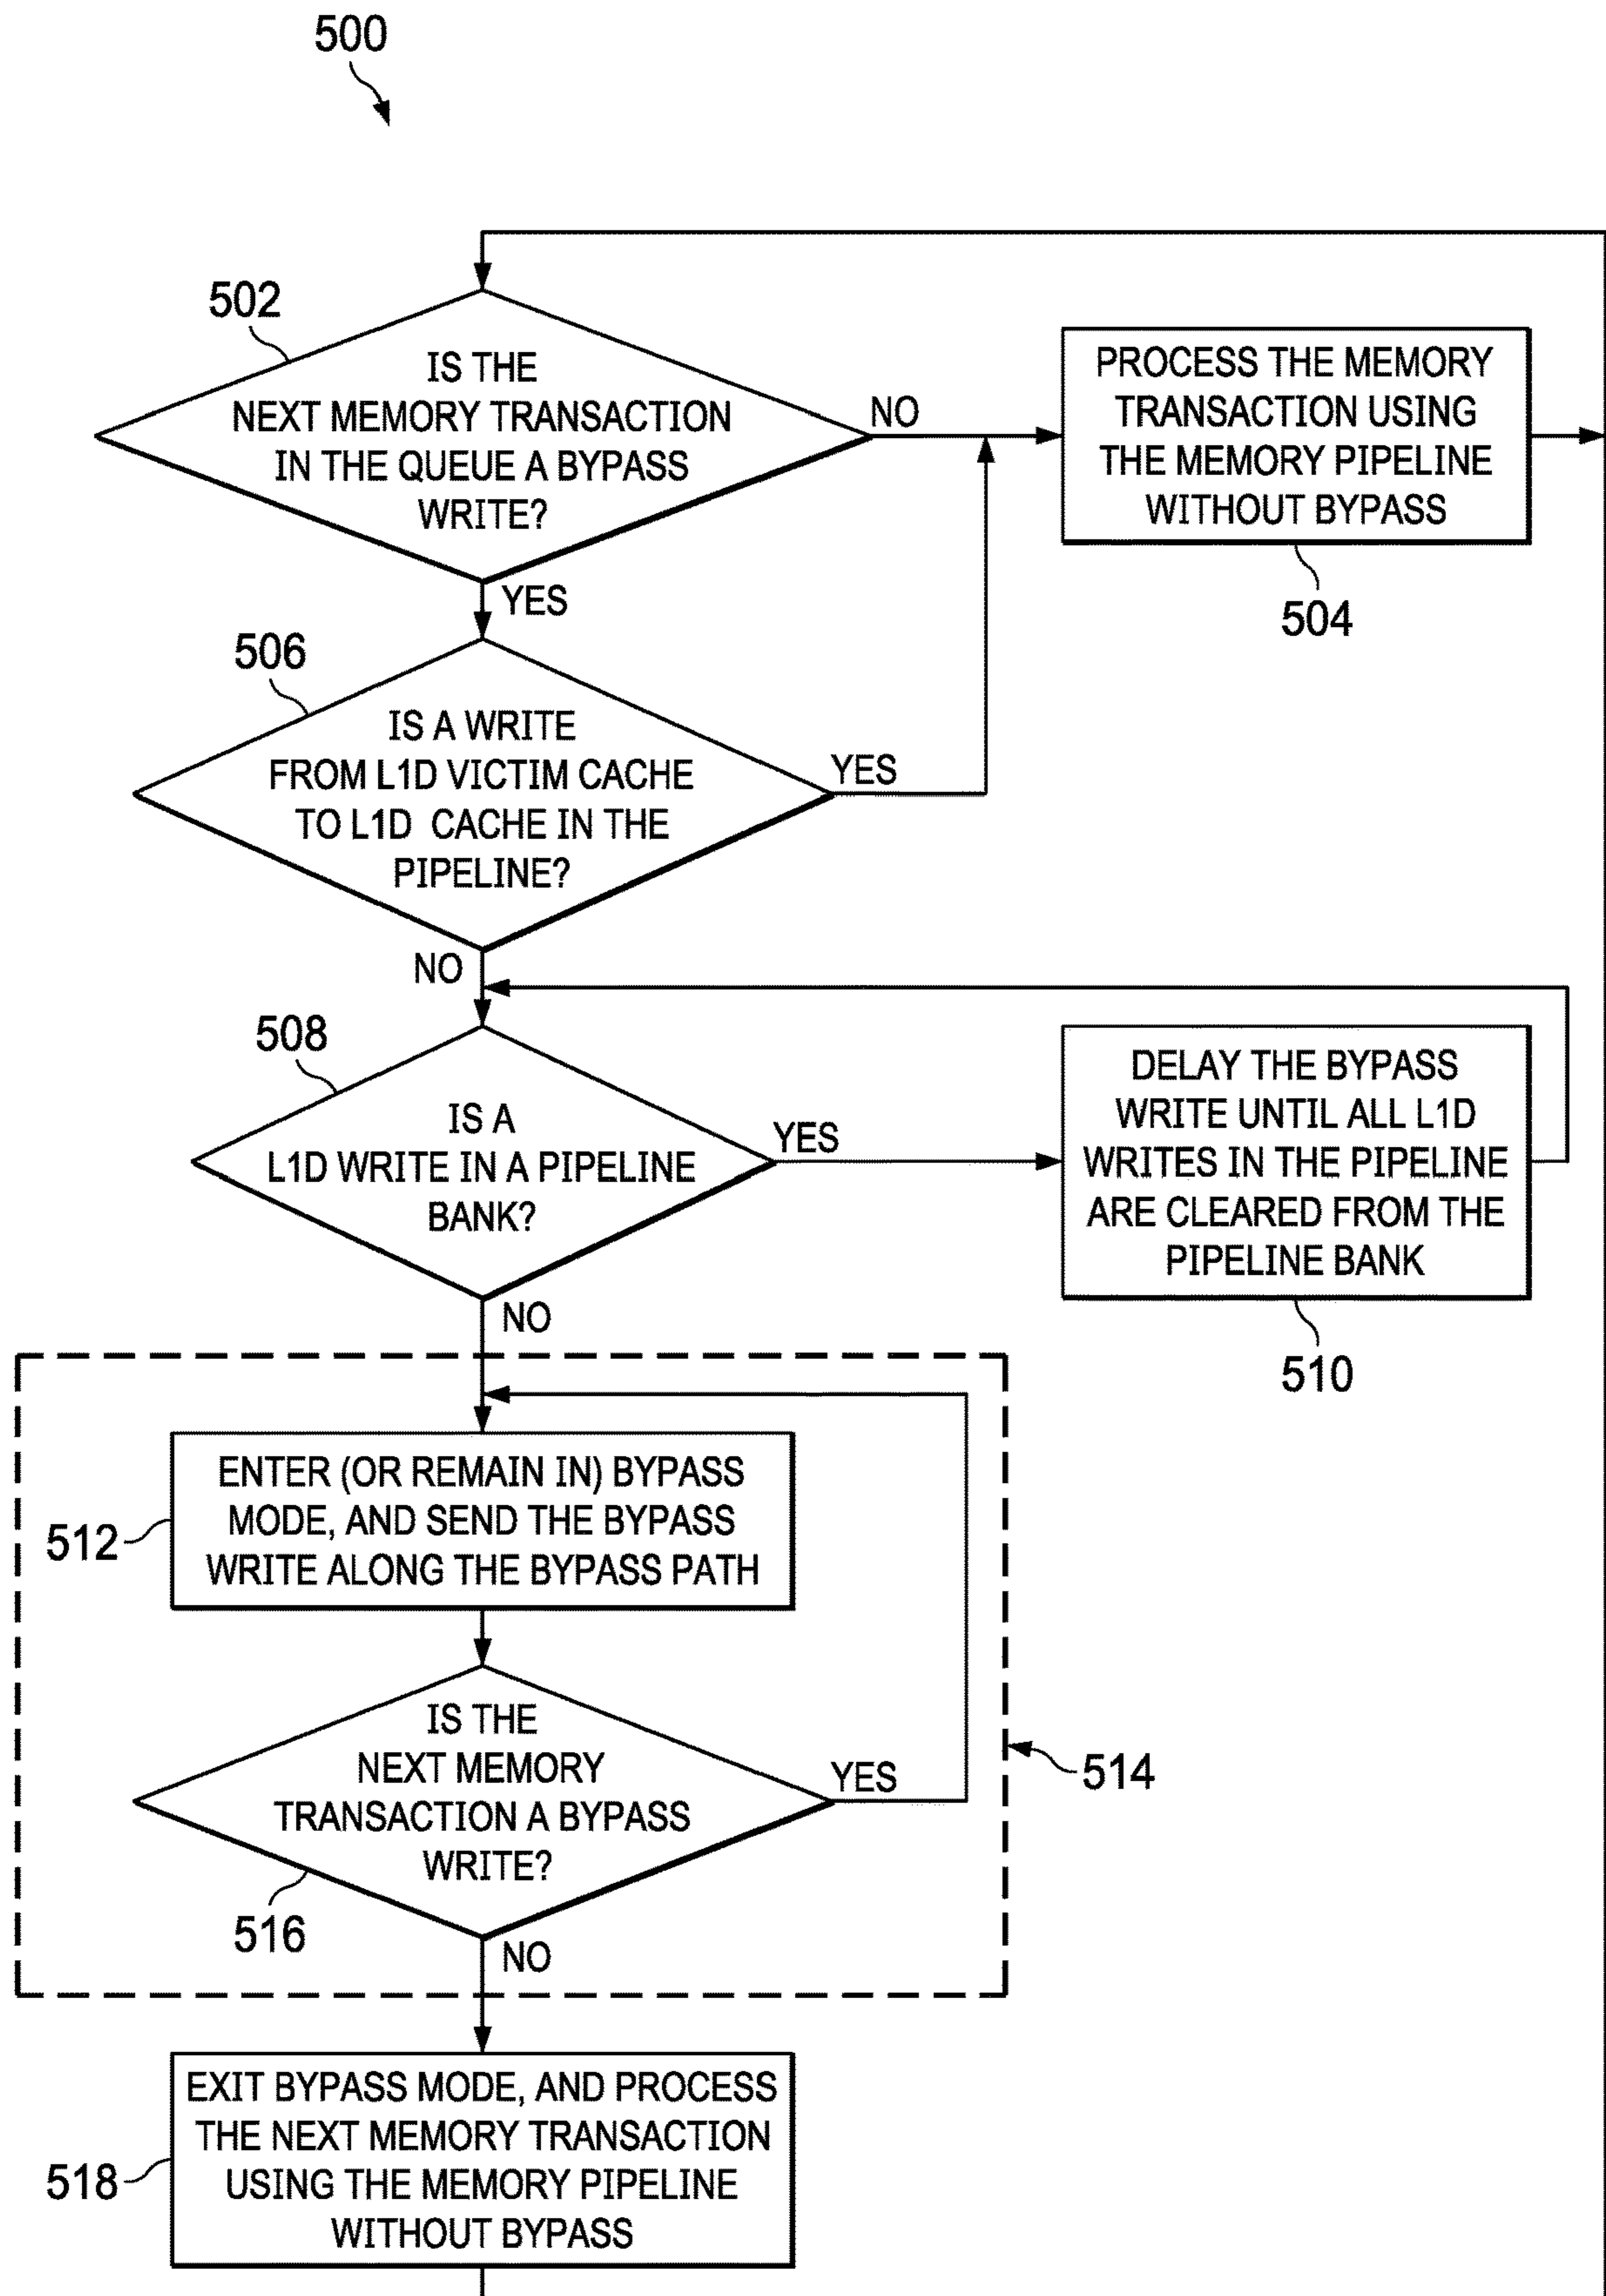 500
502
IS THE
NEXT MEMORY TRANSACTION
IN THE QUEUE A BYPASS
WRITE?
NO
PROCESS THE MEMORY
TRANSACTION USING
THE MEMORY PIPELINE
WITHOUT BYPASS
504
YES
506
IS A WRITE
FROM L1D VICTIM CACHE
TO L1D CACHE IN THE
PIPELINE?
YES
NO
508
IS A
L1D WRITE IN A PIPELINE
BANK?
YES
DELAY THE BYPASS
WRITE UNTIL ALL L1D
WRITES IN THE PIPELINE
ARE CLEARED FROM THE
PIPELINE BANK
510
NO
512
ENTER (OR REMAIN IN) BYPASS
MODE, AND SEND THE BYPASS
WRITE ALONG THE BYPASS PATH
514
IS THE
NEXT MEMORY
TRANSACTION A BYPASS
WRITE?
YES
516
NO
518
EXIT BYPASS MODE, AND PROCESS
THE NEXT MEMORY TRANSACTION
USING THE MEMORY PIPELINE
WITHOUT BYPASS